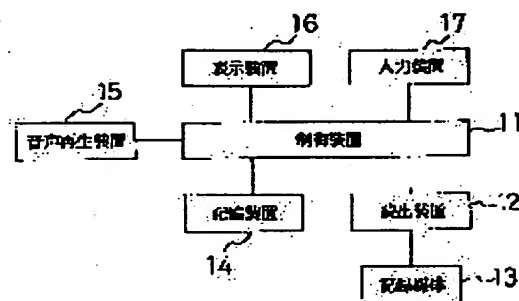 16
17
表示装置
入力装置
15
音声再生装置
制御装置
11
記憶装置
読出装置
12
14
記録媒体
13